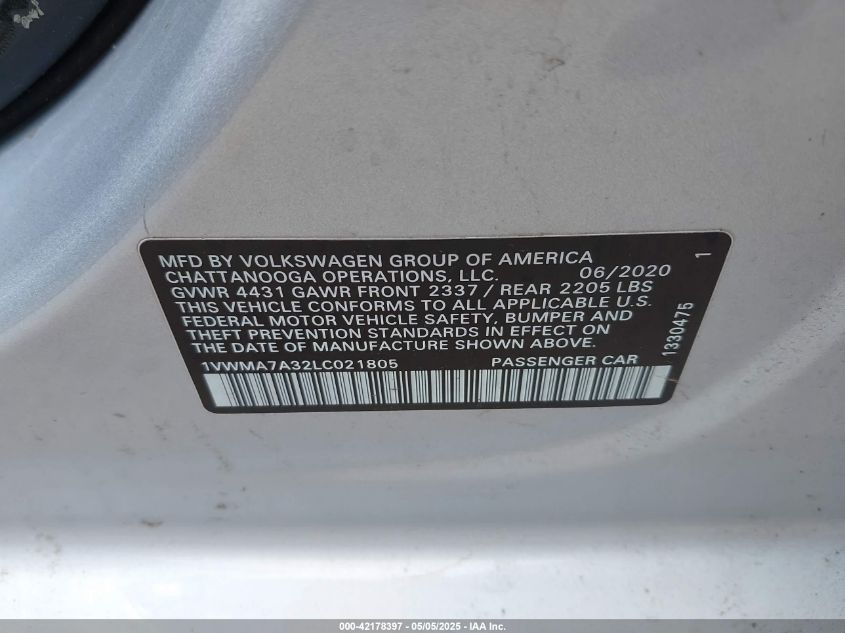 MFD BY VOLKSWAGEN GROUP OF AMERICA
CHATTANOOGA OPERATIONS, LLC. 06/2020
GVWR 4431 GAWR FRONT 2337 / REAR 2205 LBS
THIS VEHICLE CONFORMS TO ALL APPLICABLE U.S.
FEDERAL MOTOR VEHICLE SAFETY, BUMPER AND
THEFT PREVENTION STANDARDS IN EFFECT ON
THE DATE OF MANUFACTURE SHOWN ABOVE.
1VWMA7A32LC021805 PASSENGER CAR
1330475 1
000-42178397 - 05/05/2025 - IAA Inc.